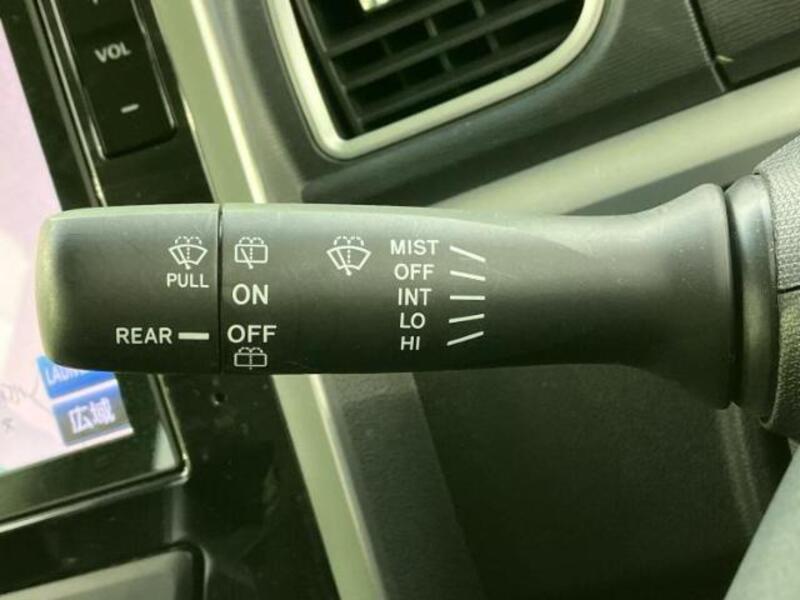 VOL
−
PULL
REAR
ON
OFF
MIST
OFF
INT
LO
HI
広域